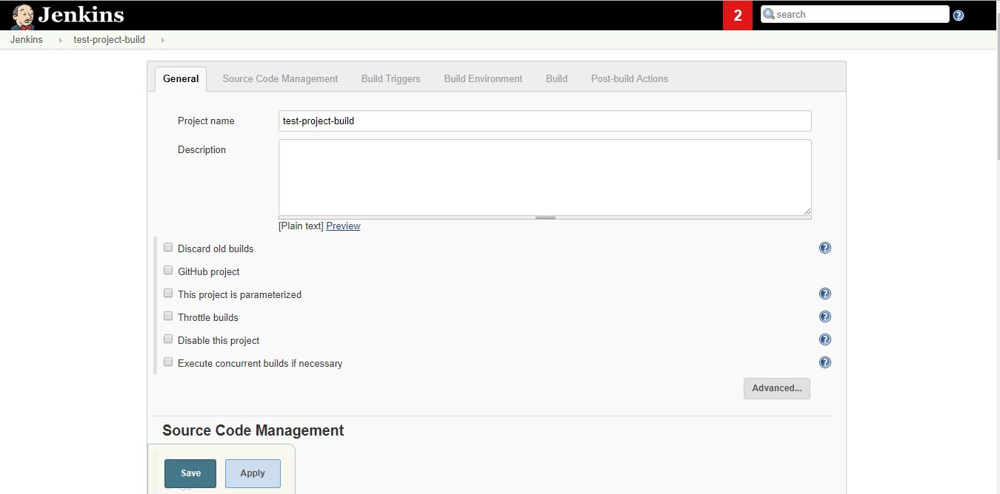 Jenkins
2
search
Jenkins
test-project-build
General
Source Code Management
Build Triggers
Build Environment
Build
Post-build Actions
Project name
test-project-build
Description
[Plain text] Preview
Discard old builds
GitHub project
This project is parameterized
Throttle builds
Disable this project
Execute concurrent builds if necessary
Advanced...
Source Code Management
Save
Apply